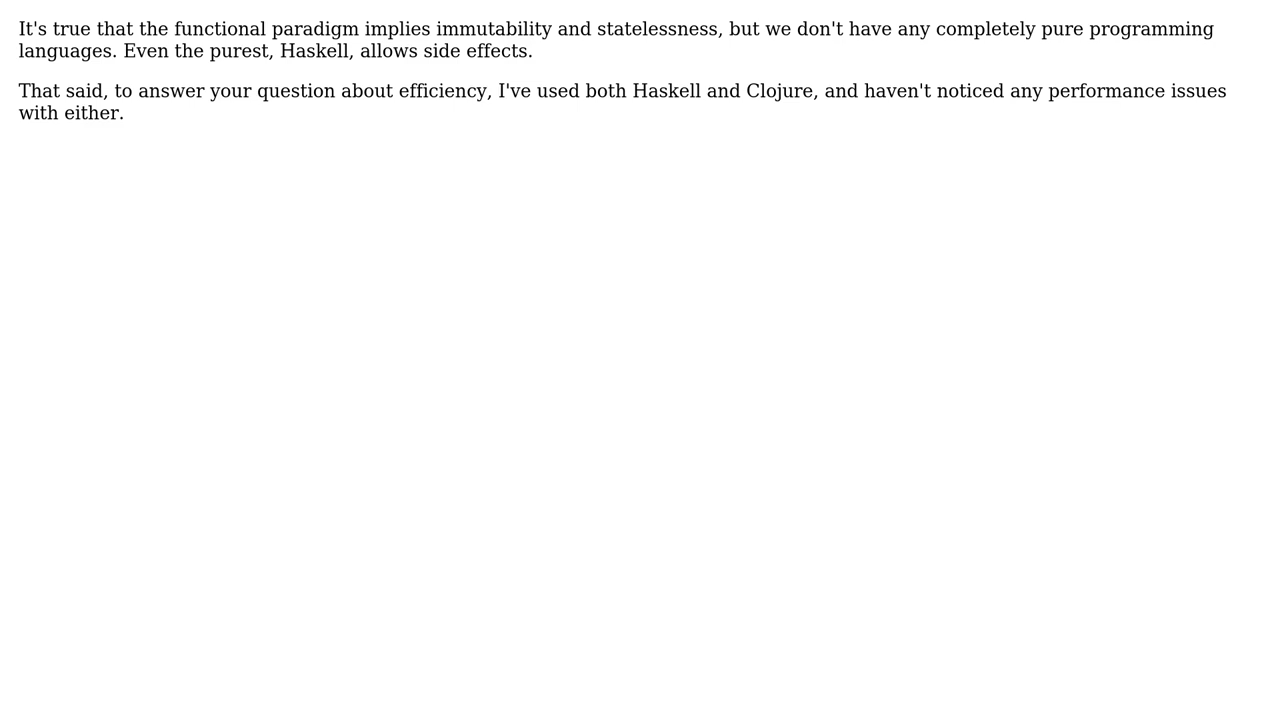 It's true that the functional paradigm implies immutability and statelessness, but we don't have any completely pure programming
languages. Even the purest, Haskell, allows side effects.
That said, to answer your question about efficiency, I've used both Haskell and Clojure, and haven't noticed any performance issues
with either.